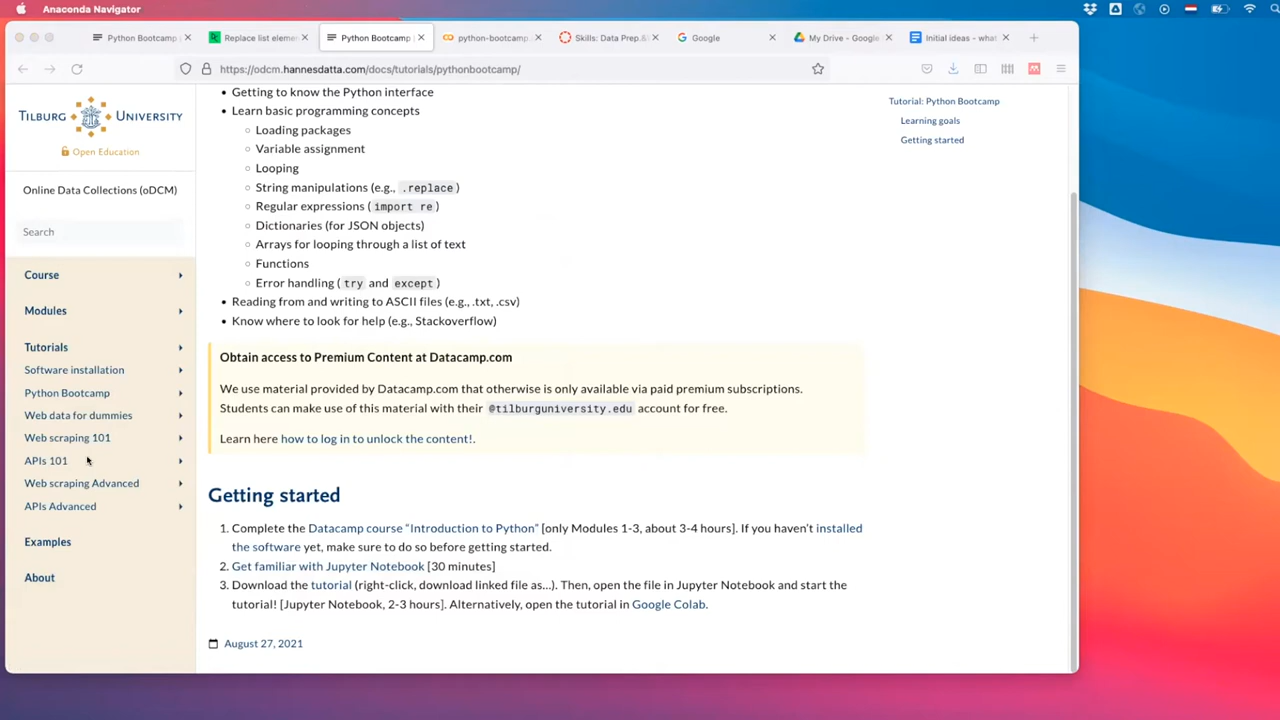 Anaconda Navigator
Python Bootcamp
Replace list eleme
Python Bootcamp
python-bootcamp.
Skills: Data Prep.&
Google
My Drive - Google
Initial ideas - what
https://odcm.hannesdatta.com/docs/tutorials/pythonbootcamp/
TILBURG UNIVERSITY
Open Education
Online Data Collections (oDCM)
Search
Course
Modules
Tutorials
Software installation
Python Bootcamp
Web data for dummies
Web scraping 101
APIs 101
Web scraping Advanced
APIs Advanced
Examples
About
Getting to know the Python interface
Learn basic programming concepts
Loading packages
Variable assignment
Looping
String manipulations (e.g., .replace)
Regular expressions (import re)
Dictionaries (for JSON objects)
Arrays for looping through a list of text
Functions
Error handling (try and except)
Reading from and writing to ASCII files (e.g., .txt, .csv)
Know where to look for help (e.g., Stackoverflow)
Obtain access to Premium Content at Datacamp.com
We use material provided by Datacamp.com that otherwise is only available via paid premium subscriptions.
Students can make use of this material with their @tilburguniversity.edu account for free.
Learn here how to log in to unlock the content!.
Getting started
1. Complete the Datacamp course “Introduction to Python” [only Modules 1-3, about 3-4 hours]. If you haven't installed
the software yet, make sure to do so before getting started.
2. Get familiar with Jupyter Notebook [30 minutes]
3. Download the tutorial (right-click, download linked file as...). Then, open the file in Jupyter Notebook and start the
tutorial! [Jupyter Notebook, 2-3 hours]. Alternatively, open the tutorial in Google Colab.
August 27, 2021
Tutorial: Python Bootcamp
Learning goals
Getting started